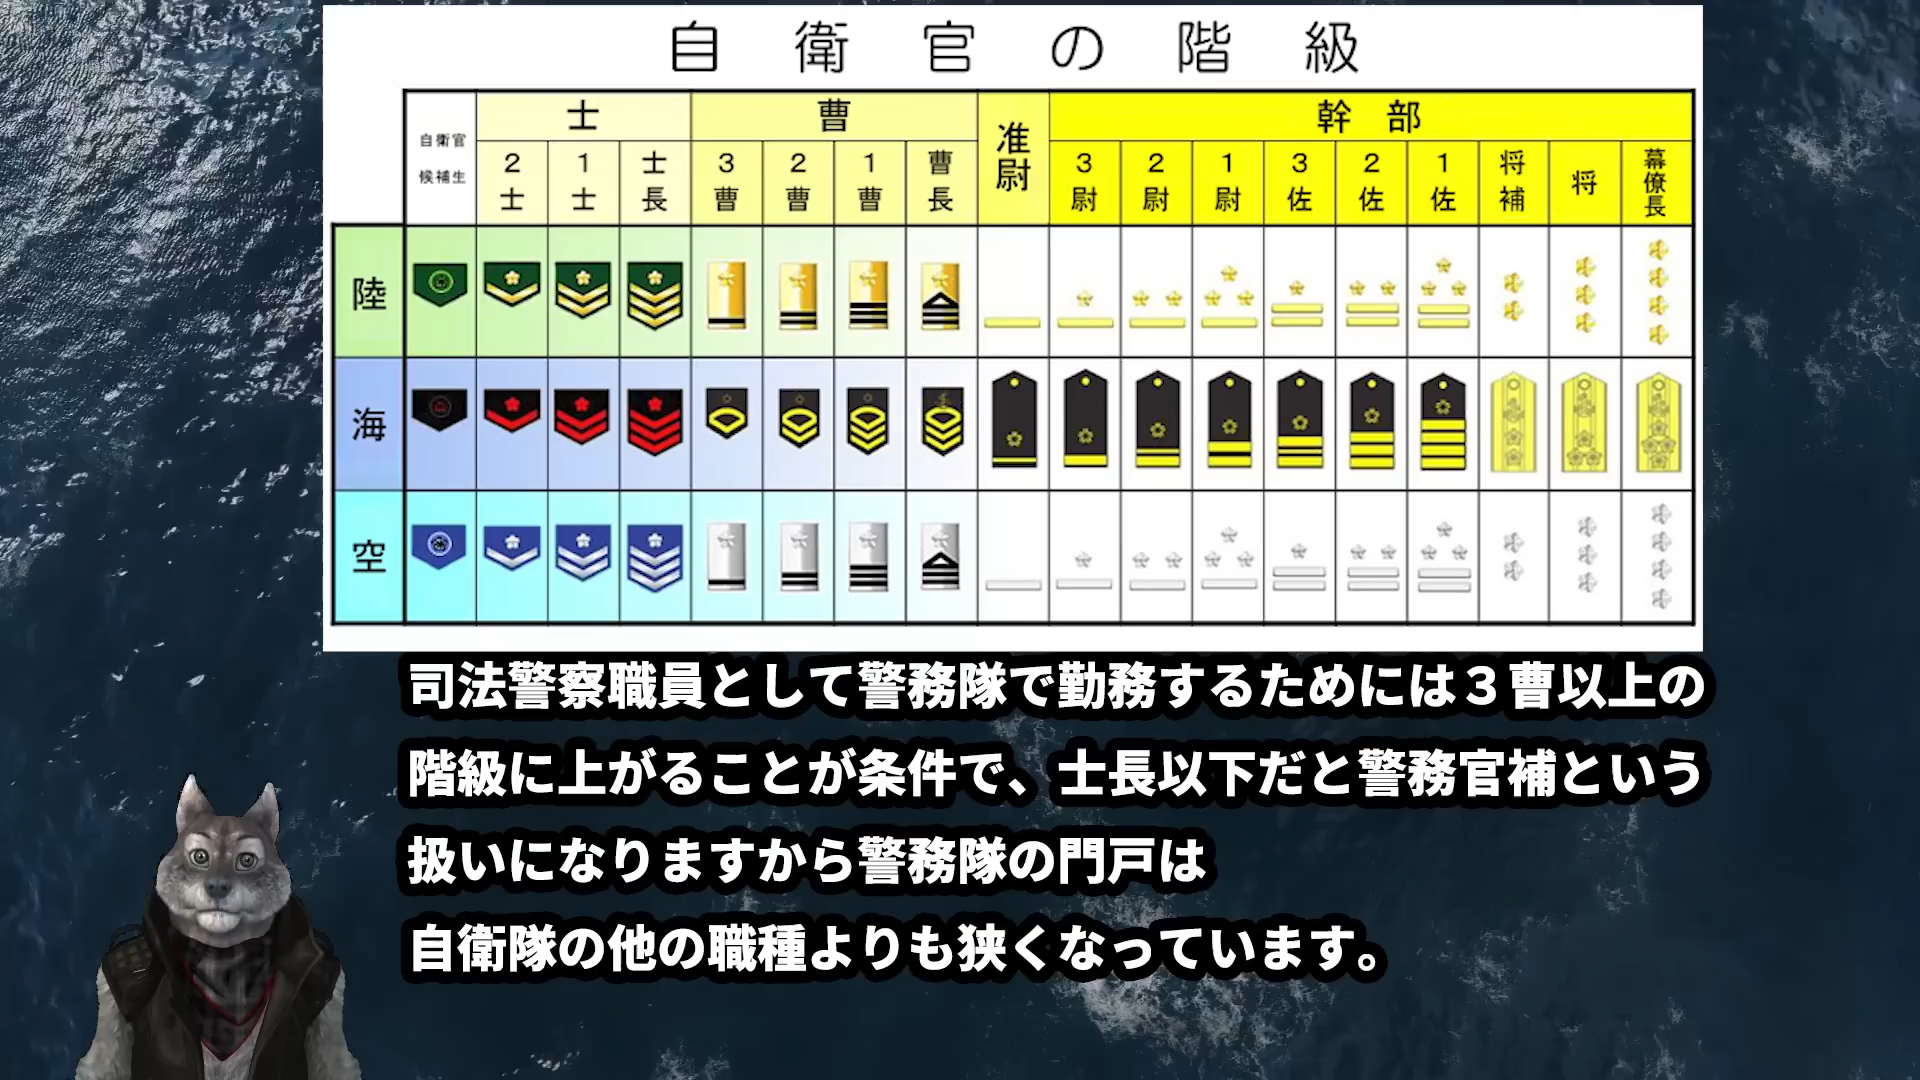 自衛官の階級
自衛官候補生
士
曹
准尉
幹部
2士
1士
士長
3曹
2曹
1曹
曹長
3尉
2尉
1尉
3佐
2佐
1佐
将補
将
幕僚長
陸
海
空
司法警察職員として警務隊で勤務するためには３曹以上の
階級に上がることが条件で、士長以下だと警務官補という
扱いになりますから警務隊の門戸は
自衛隊の他の職種よりも狭くなっています。